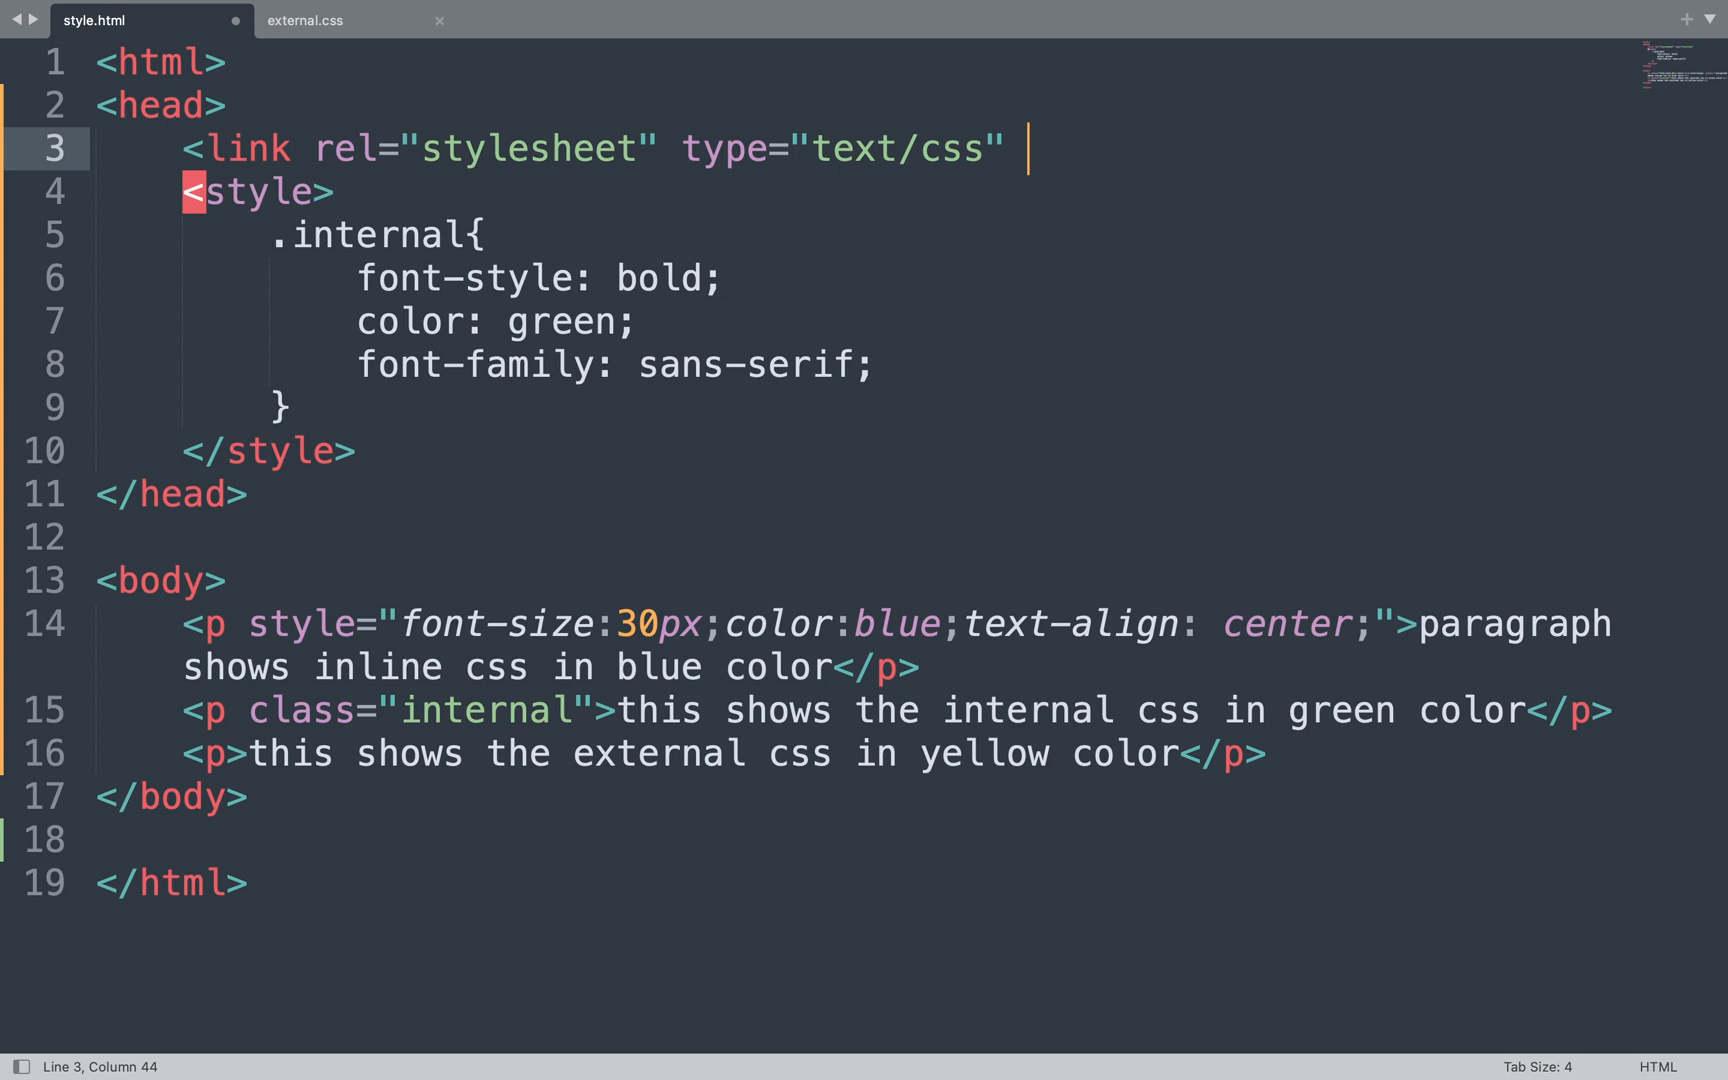 style.html
external.css
1 <html>
2 <head>
3 <link rel="stylesheet" type="text/css"
4 <style>
5 .internal{
6 font-style: bold;
7 color: green;
8 font-family: sans-serif;
9 }
10 </style>
11 </head>
12
13 <body>
14 <p style="font-size:30px;color:blue;text-align: center;">paragraph
shows inline css in blue color</p>
15 <p class="internal">this shows the internal css in green color</p>
16 <p>this shows the external css in yellow color</p>
17 </body>
18
19 </html>
Line 3, Column 44
Tab Size: 4
HTML